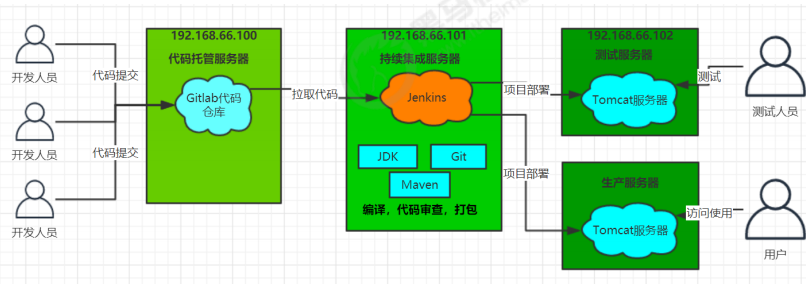 开发人员
开发人员
开发人员
代码提交
代码提交
192.168.66.100
代码托管服务器
Gitlab代码
仓库
拉取代码
192.168.66.101
持续集成服务器
Jenkins
JDK
Git
Maven
编译，代码审查，打包
项目部署
项目部署
192.168.66.102
测试服务器
Tomcat服务器
测试
测试人员
生产服务器
Tomcat服务器
访问使用
用户